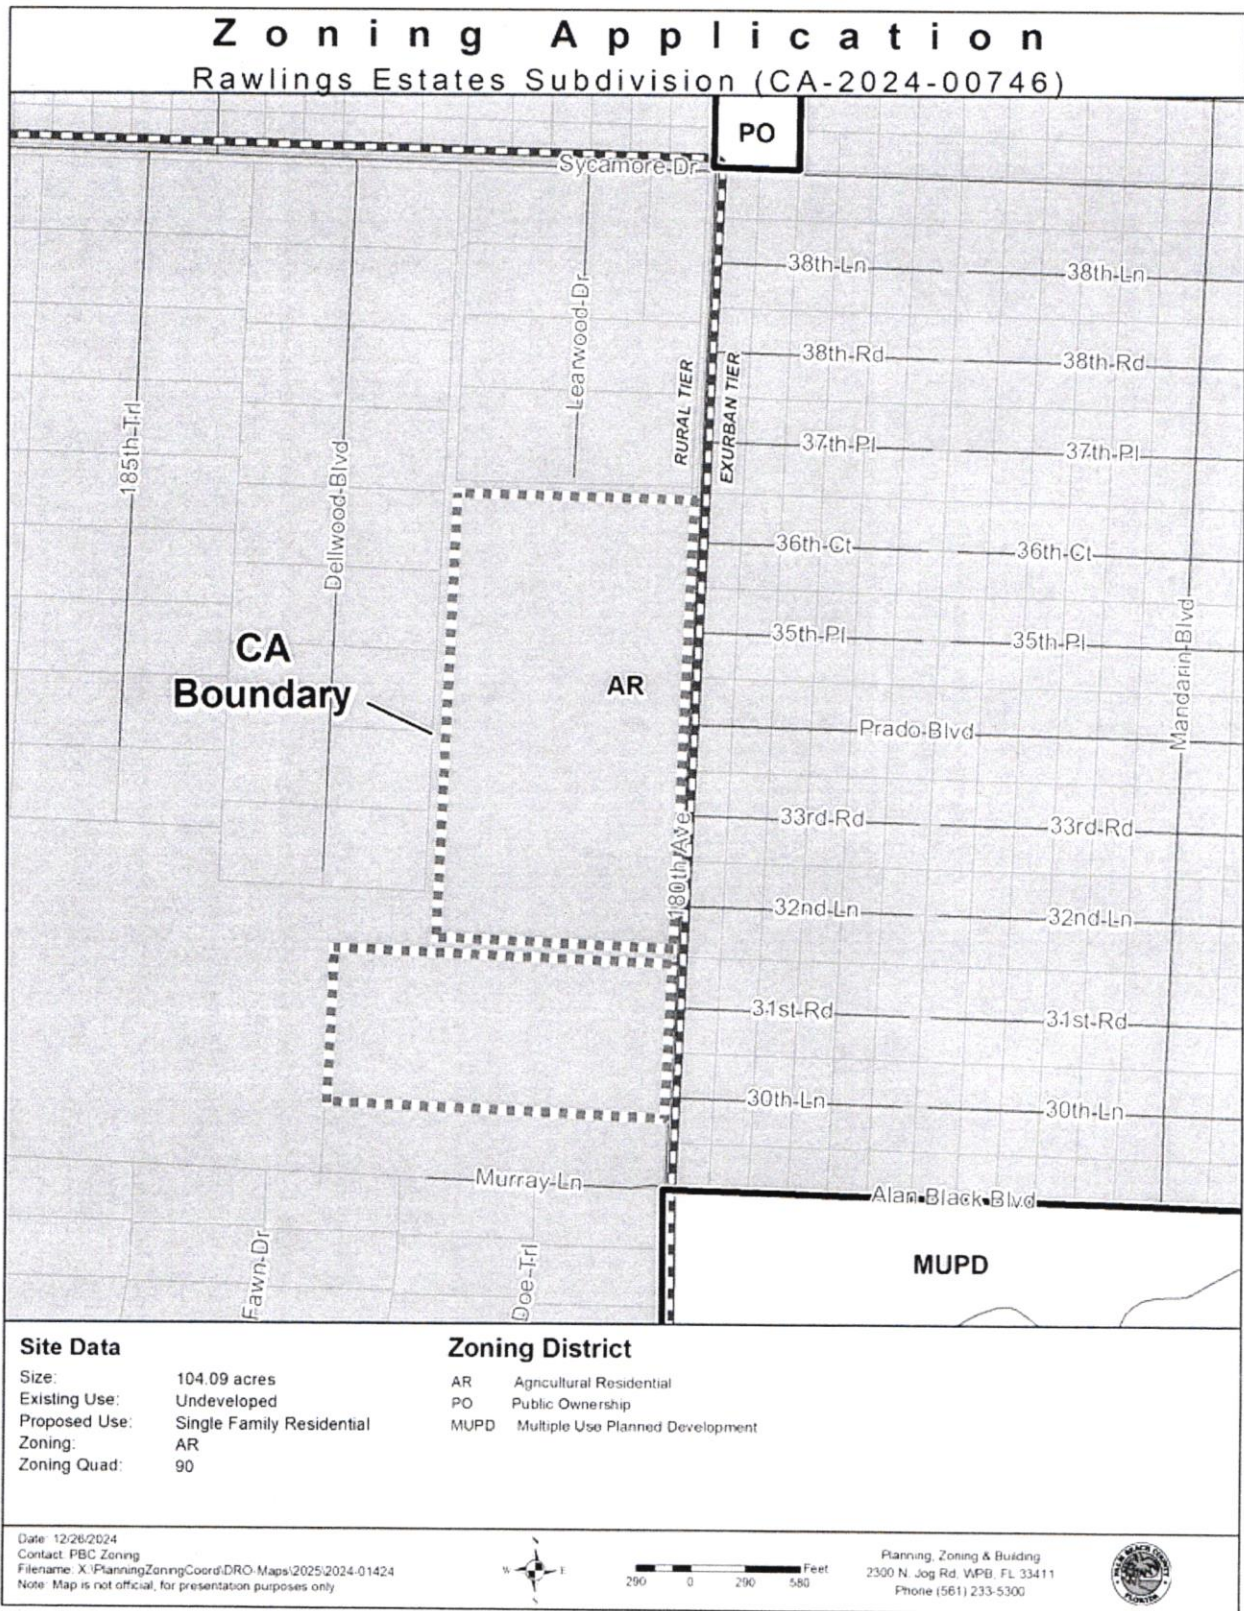 Zoning Application
Rawlings Estates Subdivision (CA-2024-00746)
PO
Sycamore-Dr
38th-Ln
38th-Ln
Learwood-Dr
38th-Rd
38th-Rd
RURAL TIER
EXURBAN TIER
185th-Trl
Dellwood-Blvd
37th-Pl
37th-Pl
36th-Ct
36th-Ct
CA
Boundary
AR
35th-Pl
35th-Pl
Mandarin-Blvd
Prado-Blvd
180th-Ave
33rd-Rd
33rd-Rd
32nd-Ln
32nd-Ln
31st-Rd
31st-Rd
30th-Ln
30th-Ln
Murray-Ln
Alan-Black-Blvd
Fawn-Dr
Doe-Trl
MUPD
Site Data
Size: 104.09 acres
Existing Use: Undeveloped
Proposed Use: Single Family Residential
Zoning: AR
Zoning Quad: 90
Zoning District
AR Agricultural Residential
PO Public Ownership
MUPD Multiple Use Planned Development
Date: 12/26/2024
Contact: PBC Zoning
Filename: X:\PlanningZoningCoord\DRO-Maps\2025\2024-01424
Note: Map is not official, for presentation purposes only
W E
Feet
290 0 290 580
Planning, Zoning & Building
2300 N. Jog Rd, WPB, FL 33411
Phone (561) 233-5300
PALM BEACH COUNTY
FLORIDA